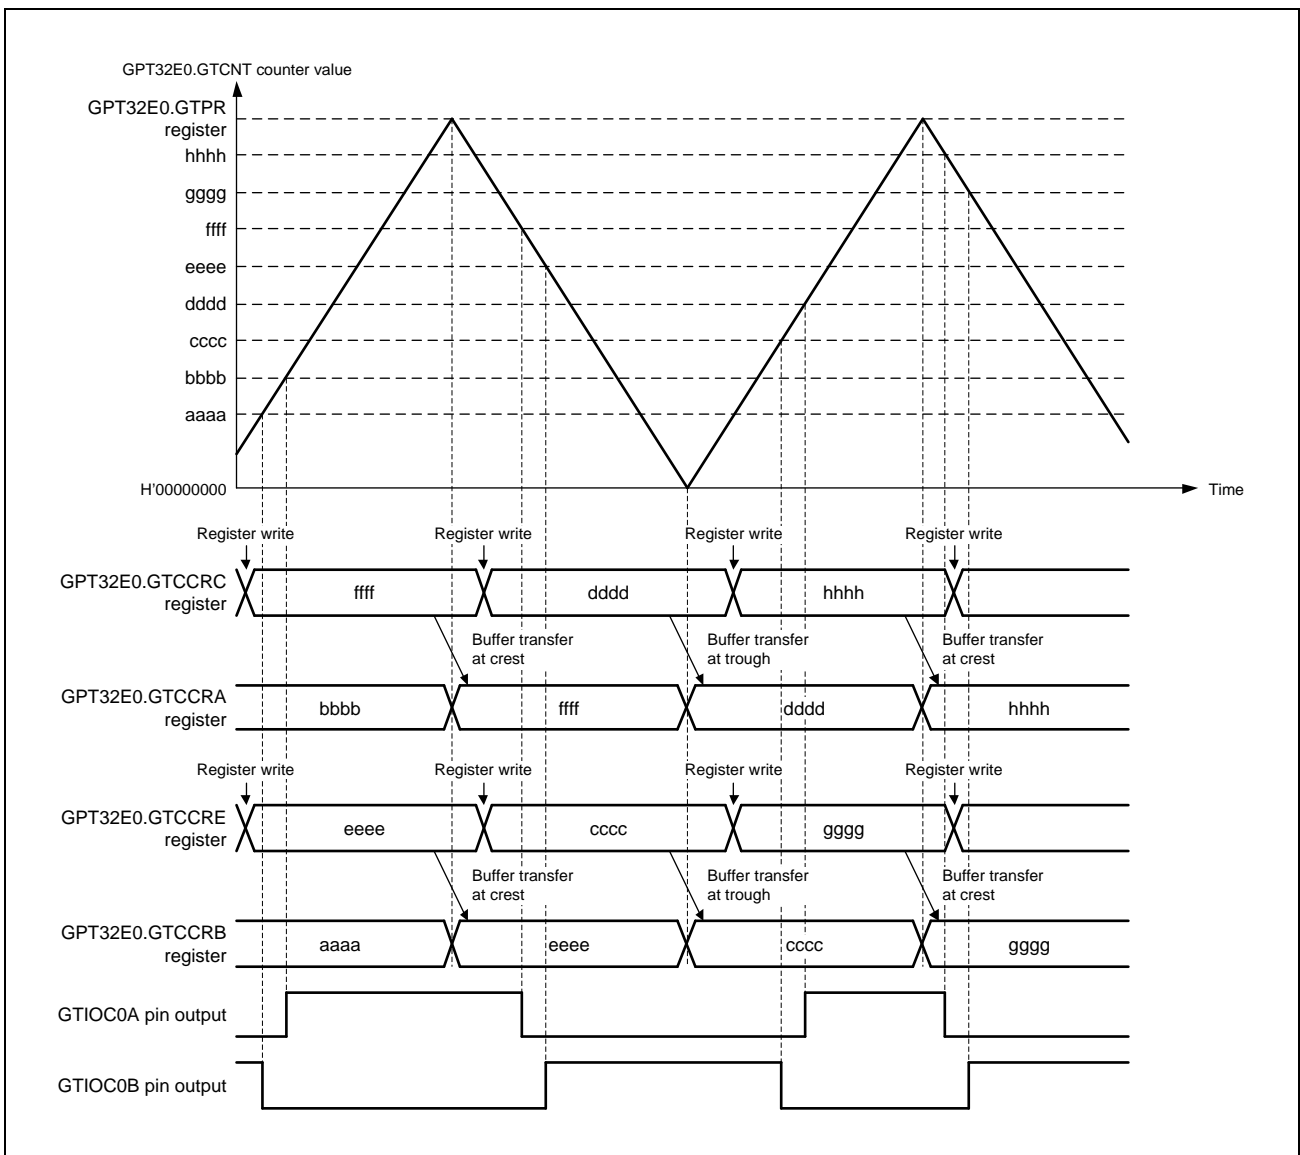 GPT32E0.GTCNT counter value
GPT32E0.GTPR
register
hhhh
gggg
ffff
eeee
dddd
cccc
bbbb
aaaa
H'00000000
Time
Register write Register write Register write Register write
GPT32E0.GTCCRC
register
ffff dddd hhhh
Buffer transfer Buffer transfer Buffer transfer
at crest at trough at crest
GPT32E0.GTCCRA
register
bbbb ffff dddd hhhh
Register write Register write Register write Register write
GPT32E0.GTCCRE
register
eeee cccc gggg
Buffer transfer Buffer transfer Buffer transfer
at crest at trough at crest
GPT32E0.GTCCRB
register
aaaa eeee cccc gggg
GTIOC0A pin output
GTIOC0B pin output